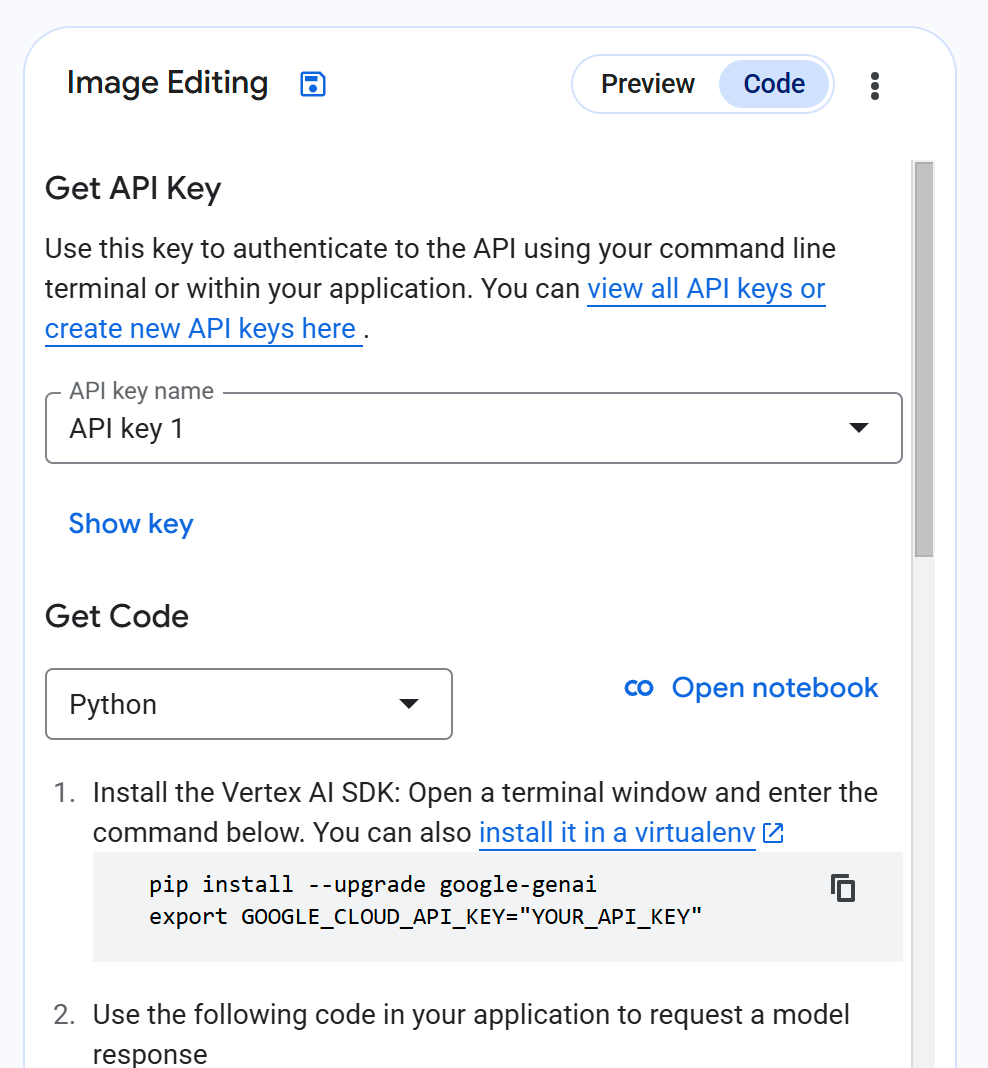 Image Editing
Preview
Code
Get API Key
Use this key to authenticate to the API using your command line
terminal or within your application. You can view all API keys or
create new API keys here .
API key name
API key 1
Show key
Get Code
Python
Open notebook
1. Install the Vertex AI SDK: Open a terminal window and enter the
command below. You can also install it in a virtualenv
pip install --upgrade google-genai
export GOOGLE_CLOUD_API_KEY="YOUR_API_KEY"
2. Use the following code in your application to request a model
response